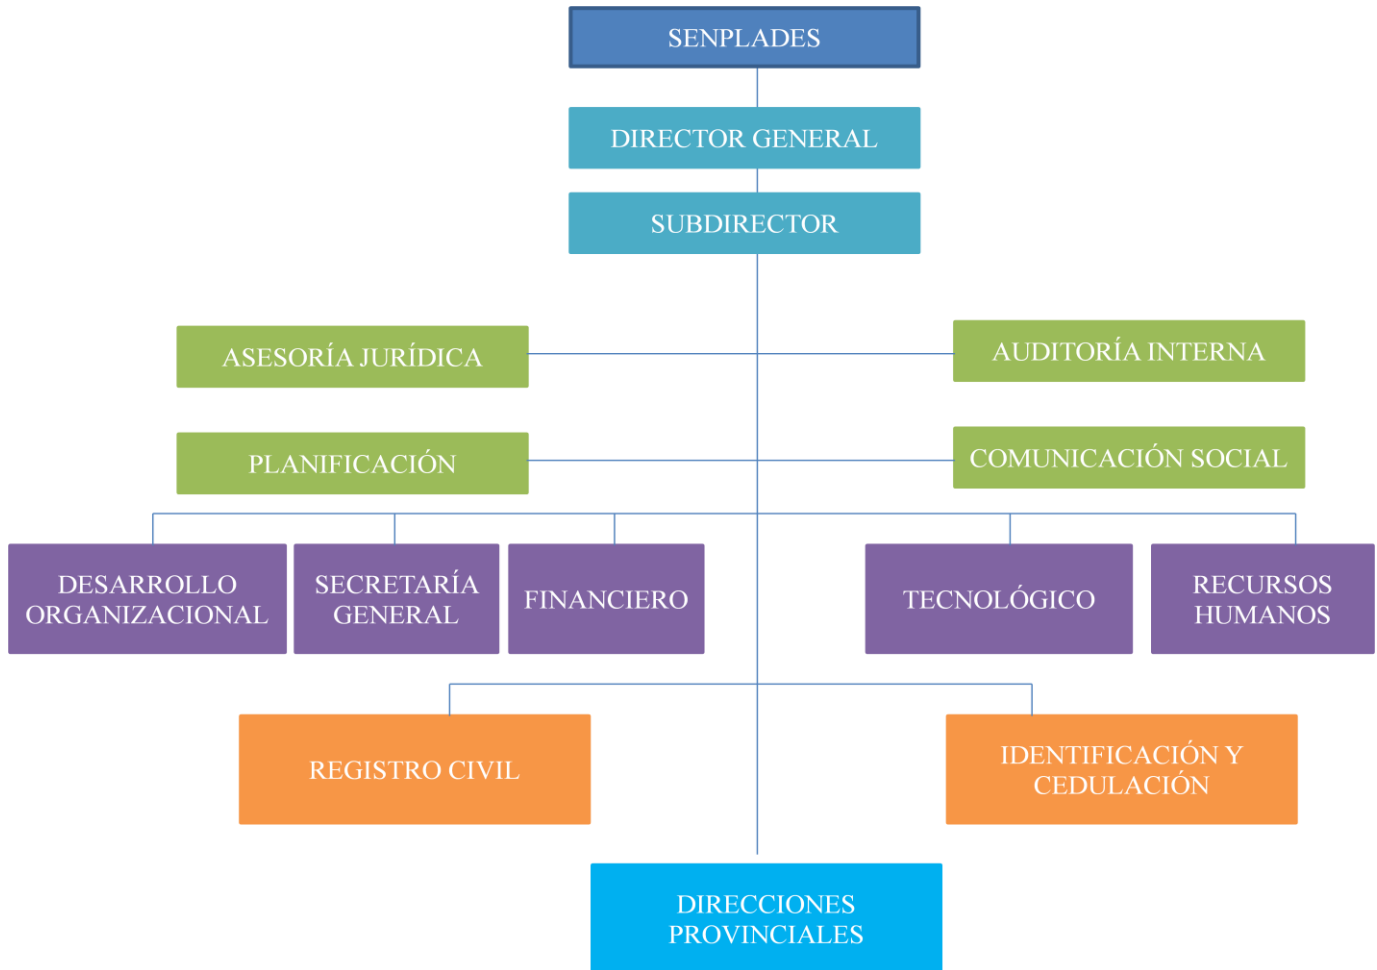 SENPLADES
DIRECTOR GENERAL
SUBDIRECTOR
ASESORÍA JURÍDICA
AUDITORÍA INTERNA
PLANIFICACIÓN
COMUNICACIÓN SOCIAL
DESARROLLO
ORGANIZACIONAL
SECRETARÍA
GENERAL
FINANCIERO
TECNOLÓGICO
RECURSOS
HUMANOS
REGISTRO CIVIL
IDENTIFICACIÓN Y
CEDULACIÓN
DIRECCIONES
PROVINCIALES